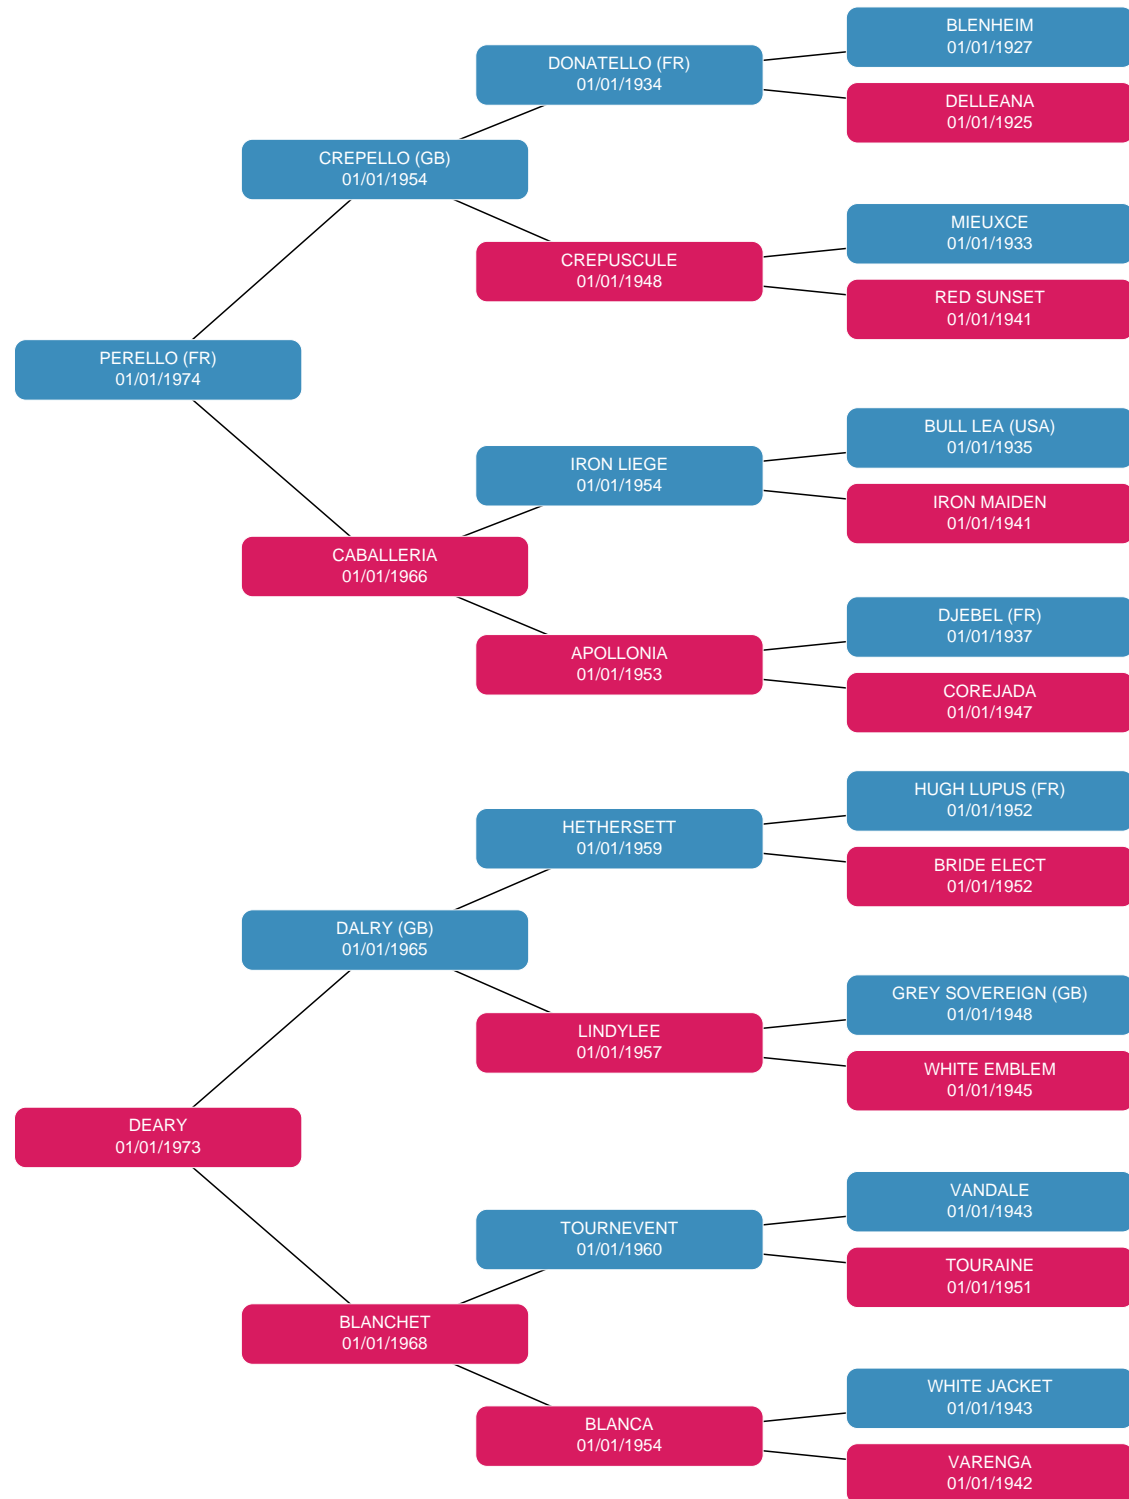 BLENHEIM
01/01/1927
DONATELLO (FR)
01/01/1934
DELLEANA
01/01/1925
CREPELLO (GB)
01/01/1954
MIEUXCE
01/01/1933
CREPUSCULE
01/01/1948
RED SUNSET
01/01/1941
PERELLO (FR)
01/01/1974
BULL LEA (USA)
01/01/1935
IRON LIEGE
01/01/1954
IRON MAIDEN
01/01/1941
CABALLERIA
01/01/1966
DJEBEL (FR)
01/01/1937
APOLLONIA
01/01/1953
COREJADA
01/01/1947
HUGH LUPUS (FR)
01/01/1952
HETHERSETT
01/01/1959
BRIDE ELECT
01/01/1952
DALRY (GB)
01/01/1965
GREY SOVEREIGN (GB)
01/01/1948
LINDYLEE
01/01/1957
WHITE EMBLEM
01/01/1945
DEARY
01/01/1973
VANDALE
01/01/1943
TOURNEVENT
01/01/1960
TOURAINE
01/01/1951
BLANCHET
01/01/1968
WHITE JACKET
01/01/1943
BLANCA
01/01/1954
VARENGA
01/01/1942